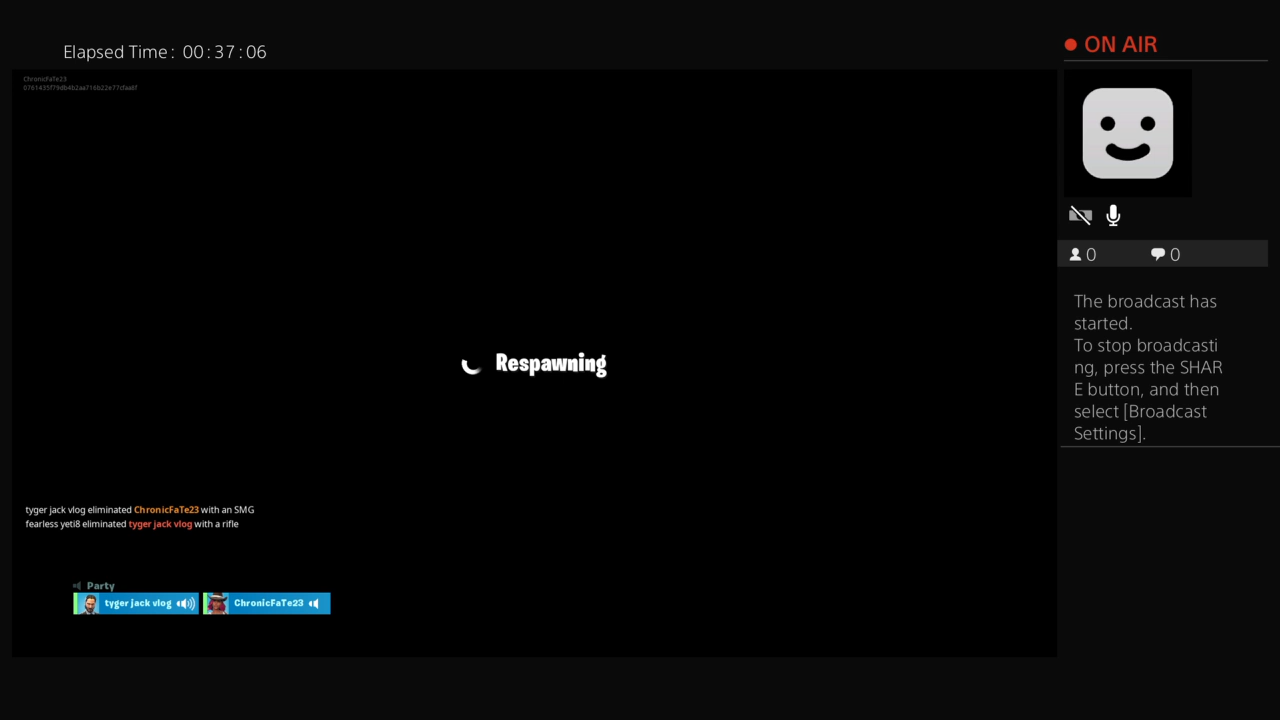 Elapsed Time: 00:37:06
ON AIR
ChronicFaTe23
0
0
The broadcast has
started.
To stop broadcasti
ng, press the SHAR
E button, and then
select [Broadcast
Settings].
Respawning
tyger jack vlog eliminated ChronicFaTe23 with an SMG
fearless yeti8 eliminated tyger jack vlog with a rifle
Party
tyger jack vlog
ChronicFaTe23